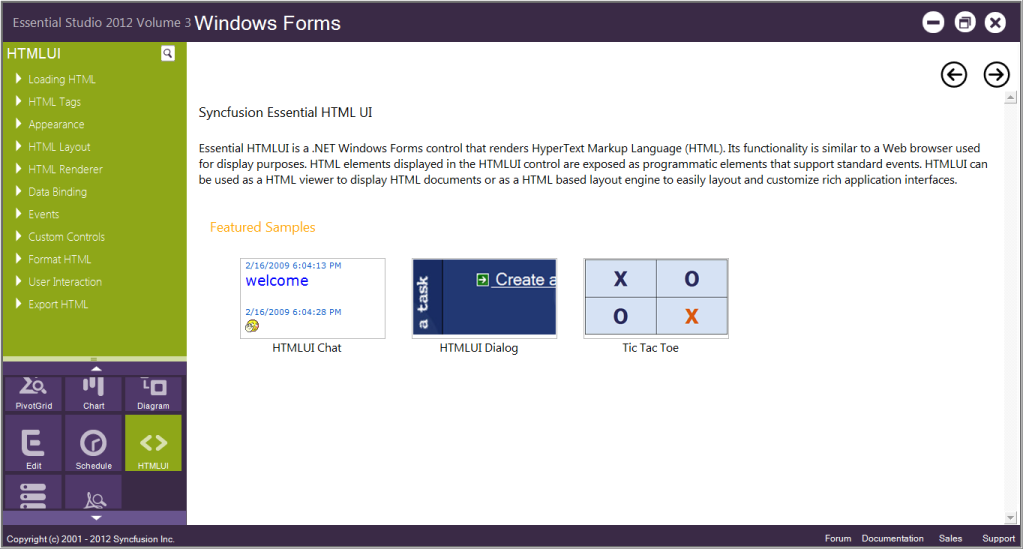 Essential Studio 2012 Volume 3 Windows Forms
HTMLUI
Loading HTML
HTML Tags
Appearance
HTML Layout
HTML Renderer
Data Binding
Events
Custom Controls
Format HTML
User Interaction
Export HTML
Syncfusion Essential HTML UI
Essential HTMLUI is a .NET Windows Forms control that renders HyperText Markup Language (HTML). Its functionality is similar to a Web browser used
for display purposes. HTML elements displayed in the HTMLUI control are exposed as programmatic elements that support standard events. HTMLUI can
be used as a HTML viewer to display HTML documents or as a HTML based layout engine to easily layout and customize rich application interfaces.
Featured Samples
2/16/2009 6:04:13 PM
welcome
2/16/2009 6:04:28 PM
HTMLUI Chat
a task
Create a
HTMLUI Dialog
X O
O X
Tic Tac Toe
PivotGrid Chart Diagram
Edit Schedule HTMLUI
Copyright (c) 2001 - 2012 Syncfusion Inc.
Forum Documentation Sales Support